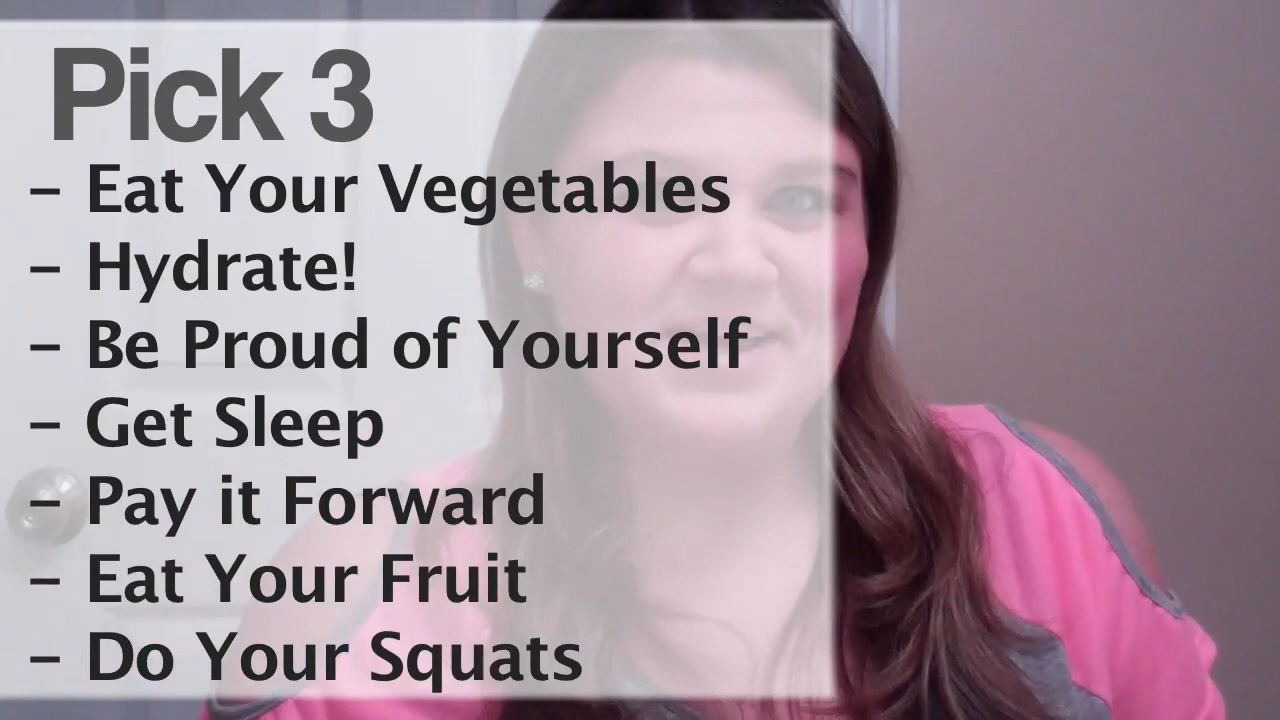 Pick 3
– Eat Your Vegetables
– Hydrate!
– Be Proud of Yourself
– Get Sleep
– Pay it Forward
– Eat Your Fruit
– Do Your Squats